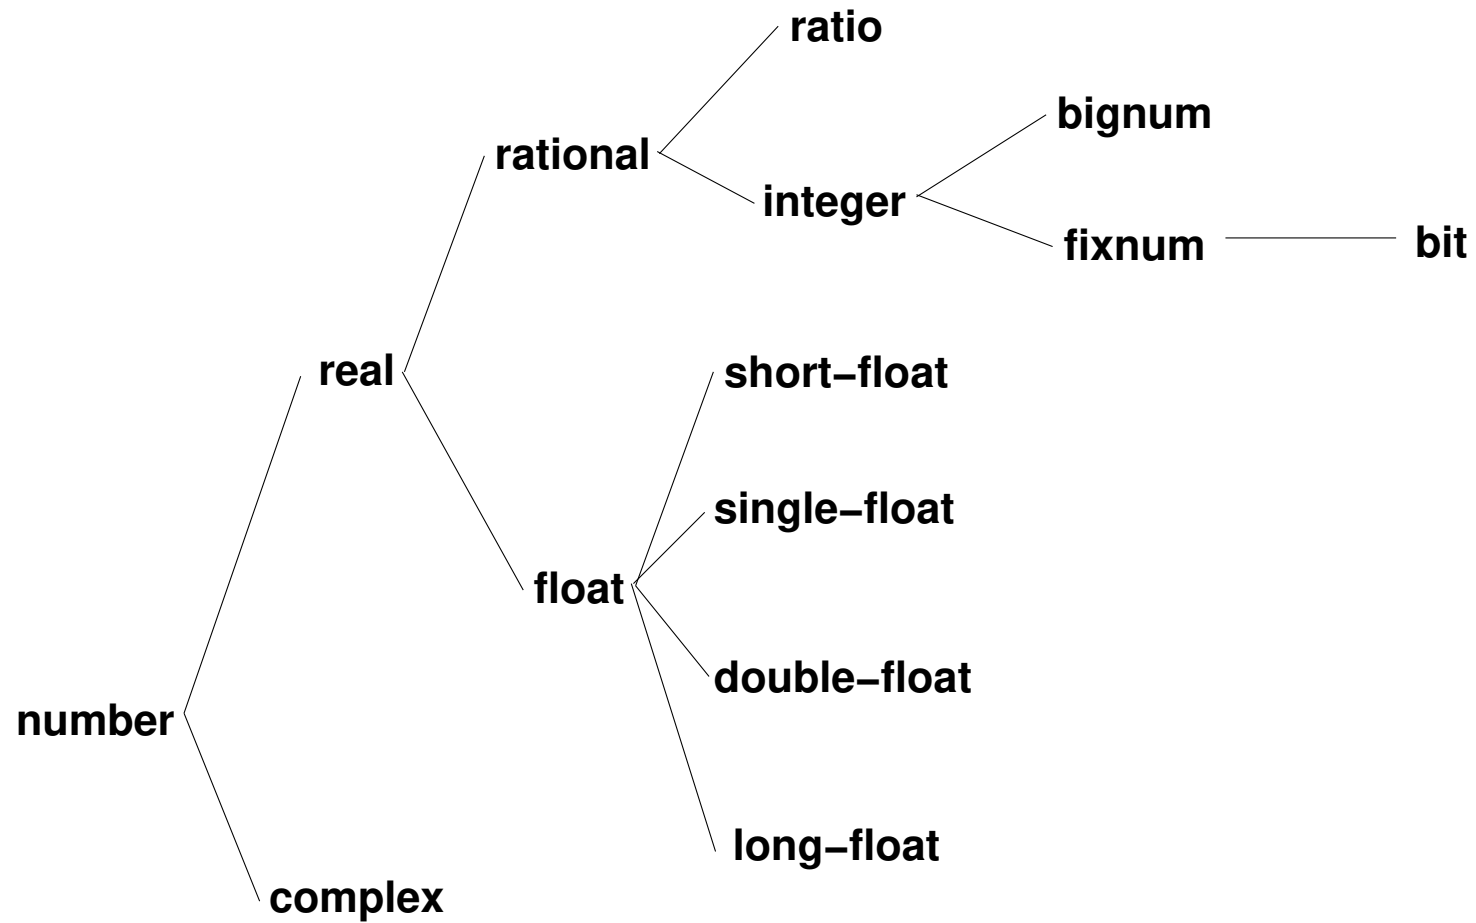 ratio
bignum
rational
integer
fixnum
bit
real
short−float
single−float
float
double−float
number
long−float
complex